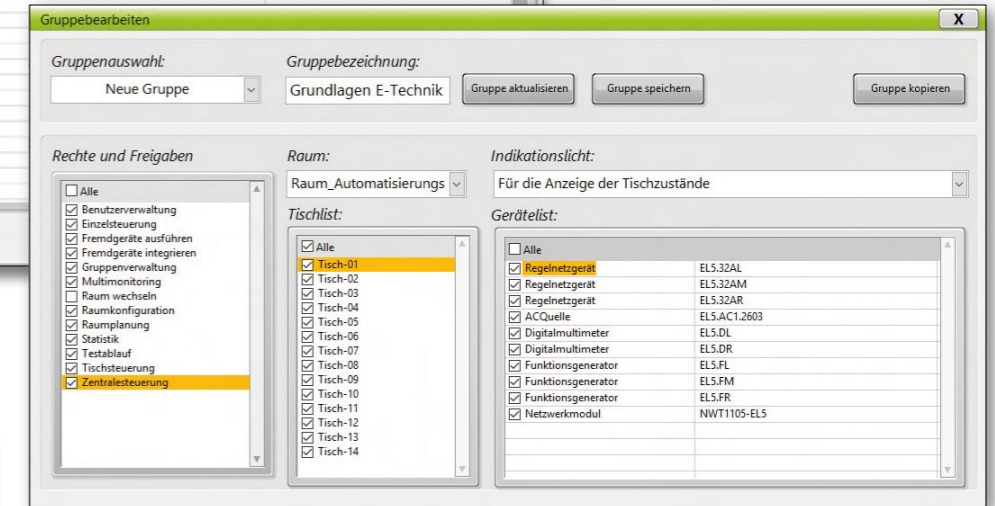 Gruppebearbeiten
X
Gruppenauswahl:
Gruppebezeichnung:
Neue Gruppe
Grundlagen E-Technik
Gruppe aktualisieren
Gruppe speichern
Gruppe kopieren
Rechte und Freigaben
Alle
Benutzerverwaltung
Einzelsteuerung
Fremdgeräte ausführen
Fremdgeräte integrieren
Gruppenverwaltung
Multimonitoring
Raum wechseln
Raumkonfiguration
Raumplanung
Statistik
Testablauf
Tischsteuerung
Zentralesteuerung
Raum:
Raum_Automatisierungs
Tischlist:
Alle
Tisch-01
Tisch-02
Tisch-03
Tisch-04
Tisch-05
Tisch-06
Tisch-07
Tisch-08
Tisch-09
Tisch-10
Tisch-11
Tisch-12
Tisch-13
Tisch-14
Indikationslicht:
Für die Anzeige der Tischzustände
Gerätelist:
Alle
Regelnetzgerät EL5.32AL
Regelnetzgerät EL5.32AM
Regelnetzgerät EL5.32AR
ACQuelle EL5.AC1.2603
Digitalmultimeter EL5.DL
Digitalmultimeter EL5.DR
Funktionsgenerator EL5.FL
Funktionsgenerator EL5.FM
Funktionsgenerator EL5.FR
Netzwerkmodul NWT1105-EL5